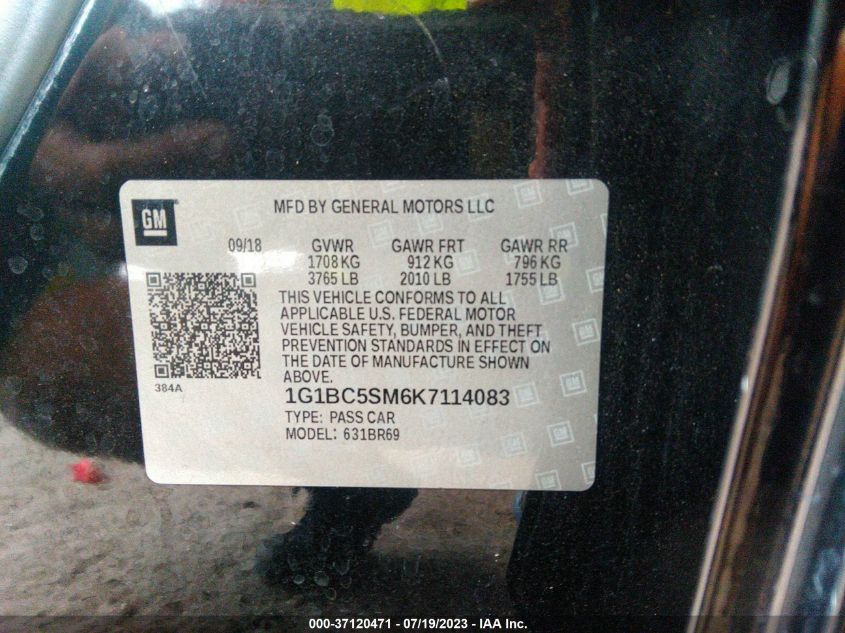 GM
MFD BY GENERAL MOTORS LLC
09/18 GVWR GAWR FRT GAWR RR
1708 KG 912 KG 796 KG
3765 LB 2010 LB 1755 LB
THIS VEHICLE CONFORMS TO ALL
APPLICABLE U.S. FEDERAL MOTOR
VEHICLE SAFETY, BUMPER, AND THEFT
PREVENTION STANDARDS IN EFFECT ON
THE DATE OF MANUFACTURE SHOWN
ABOVE.
384A
1G1BC5SM6K7114083
TYPE: PASS CAR
MODEL: 631BR69
000-37120471 - 07/19/2023 - IAA Inc.